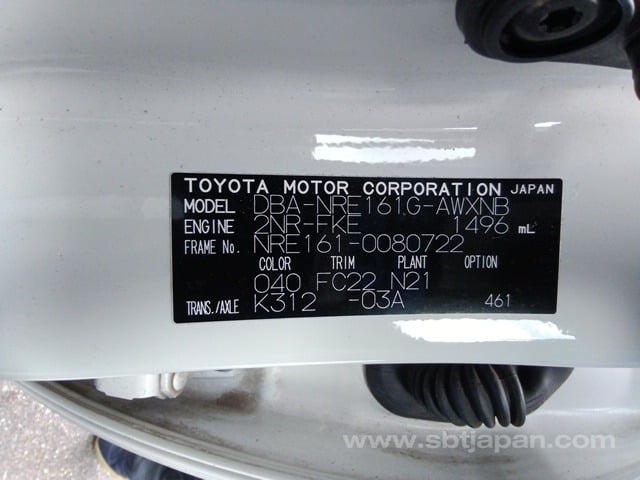 TOYOTA MOTOR CORPORATION JAPAN
MODEL DBA-NRE161G-AWXNB
ENGINE 2NR-FKE 1496 mL
FRAME No. NRE161-0080722
COLOR TRIM PLANT OPTION
040 FC22 N21
TRANS./AXLE K312 -03A 461
www.sbtjapan.com